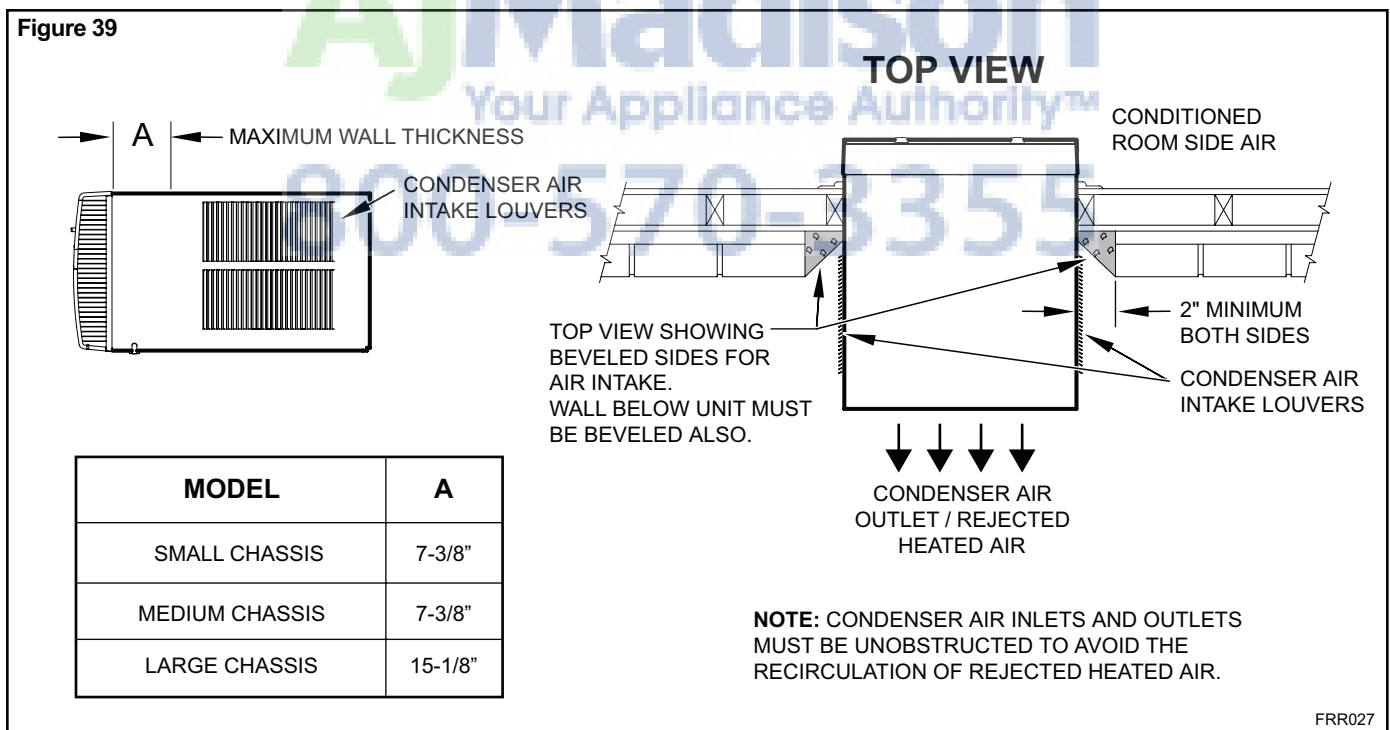 Figure 39
AjMadison
Your Appliance Authority™
800-570-3355
TOP VIEW
A
MAXIMUM WALL THICKNESS
CONDENSER AIR
INTAKE LOUVERS
CONDITIONED
ROOM SIDE AIR
TOP VIEW SHOWING
BEVELED SIDES FOR
AIR INTAKE.
WALL BELOW UNIT MUST
BE BEVELED ALSO.
2" MINIMUM
BOTH SIDES
CONDENSER AIR
INTAKE LOUVERS
CONDENSER AIR
OUTLET / REJECTED
HEATED AIR
MODEL A
SMALL CHASSIS 7-3/8”
MEDIUM CHASSIS 7-3/8”
LARGE CHASSIS 15-1/8”
NOTE: CONDENSER AIR INLETS AND OUTLETS
MUST BE UNOBSTRUCTED TO AVOID THE
RECIRCULATION OF REJECTED HEATED AIR.
FRR027